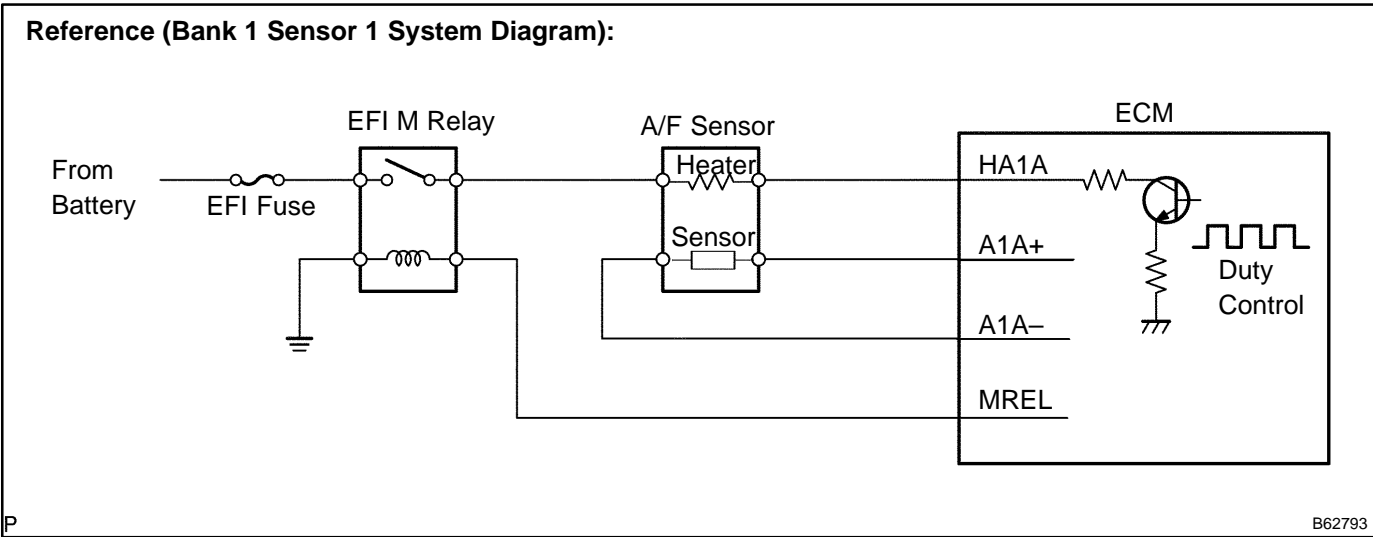 Reference (Bank 1 Sensor 1 System Diagram):
EFI M Relay
A/F Sensor
ECM
From
Battery
EFI Fuse
Heater
Sensor
HA1A
A1A+
A1A–
MREL
Duty
Control
P
B62793